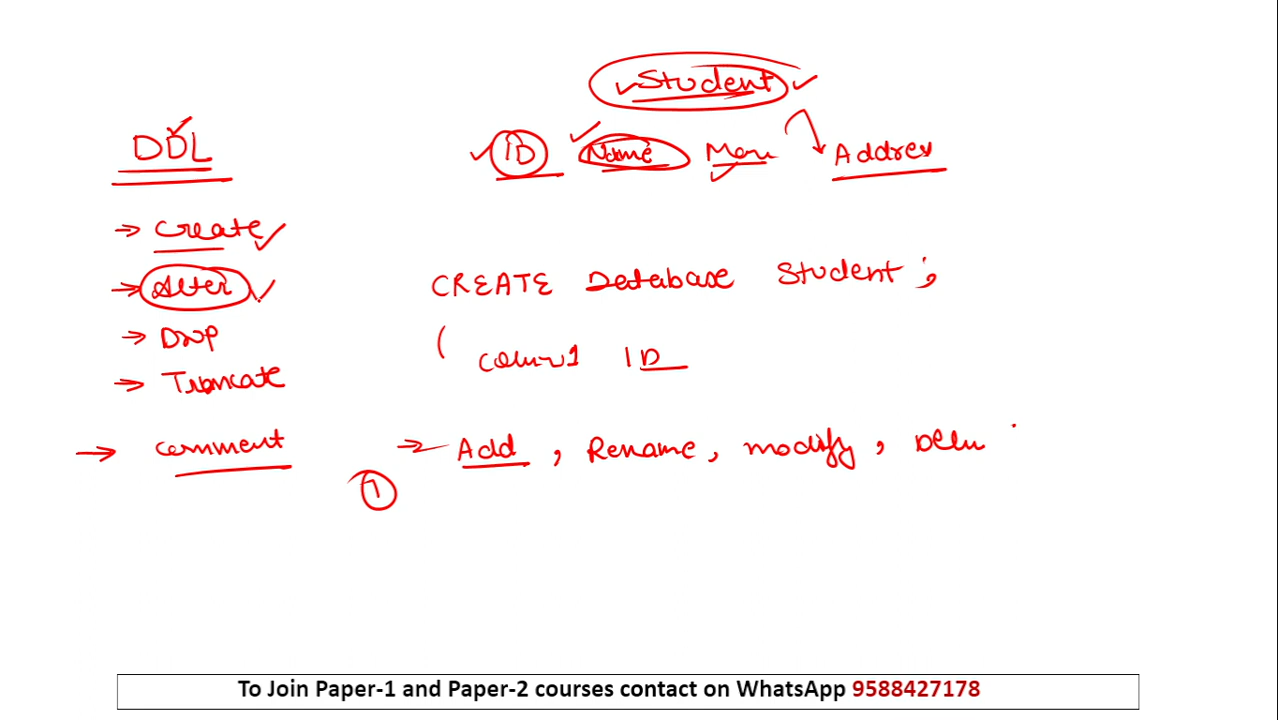 Student
DDL
ID Name Address
→ Create
→ Alter
→ Drop
→ Truncate
→ comment
CREATE Database Student ;
(
column1 ID
→ Add , Rename, modify,
1
To Join Paper-1 and Paper-2 courses contact on WhatsApp 9588427178